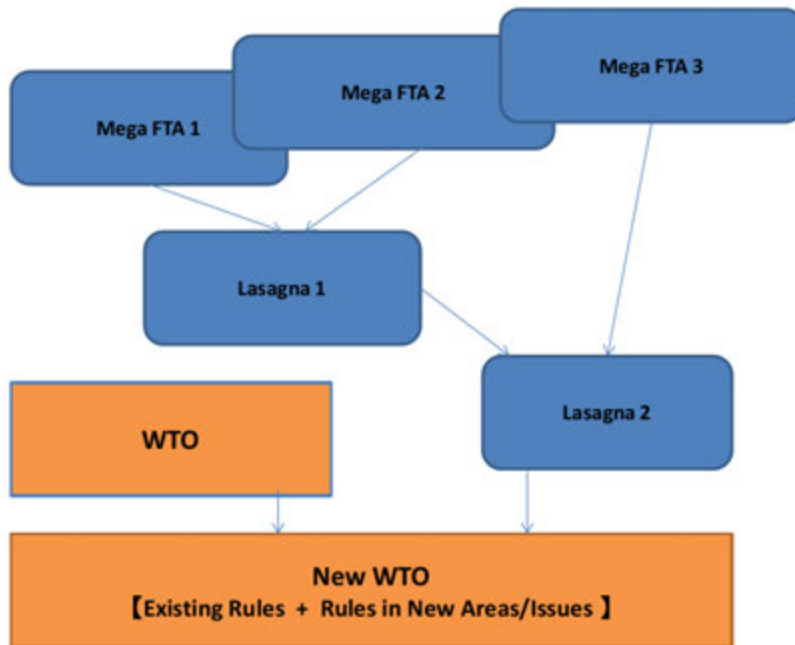 Mega FTA 1
Mega FTA 2
Mega FTA 3
Lasagna 1
Lasagna 2
WTO
New WTO
【Existing Rules + Rules in New Areas/Issues 】